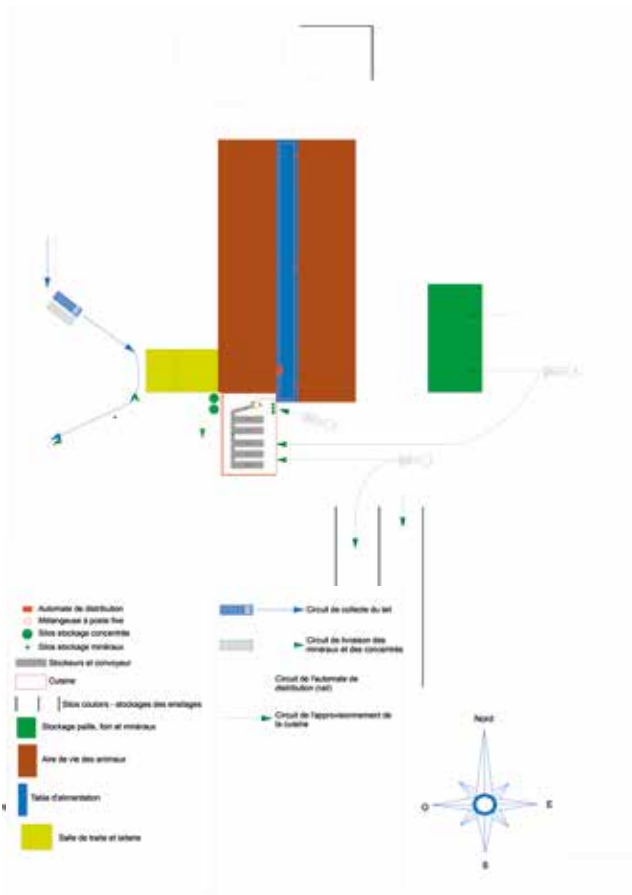 Automate de distribution
Mélangeuse à poste fixe
Silos stockage concentrés
Silos stockage minéraux
Stockeurs et convoyeur
Cuisine
Silos couloirs - stockages des ensilages
Stockage paille, foin et minéraux
Aire de vie des animaux
Table d'alimentation
Salle de traite et laiterie
Circuit de collecte du lait
Circuit de livraison des
minéraux et des concentrés
Circuit de l'automate de
distribution (rail)
Circuit de l'approvisionnement de
la cuisine
Nord
O
E
S